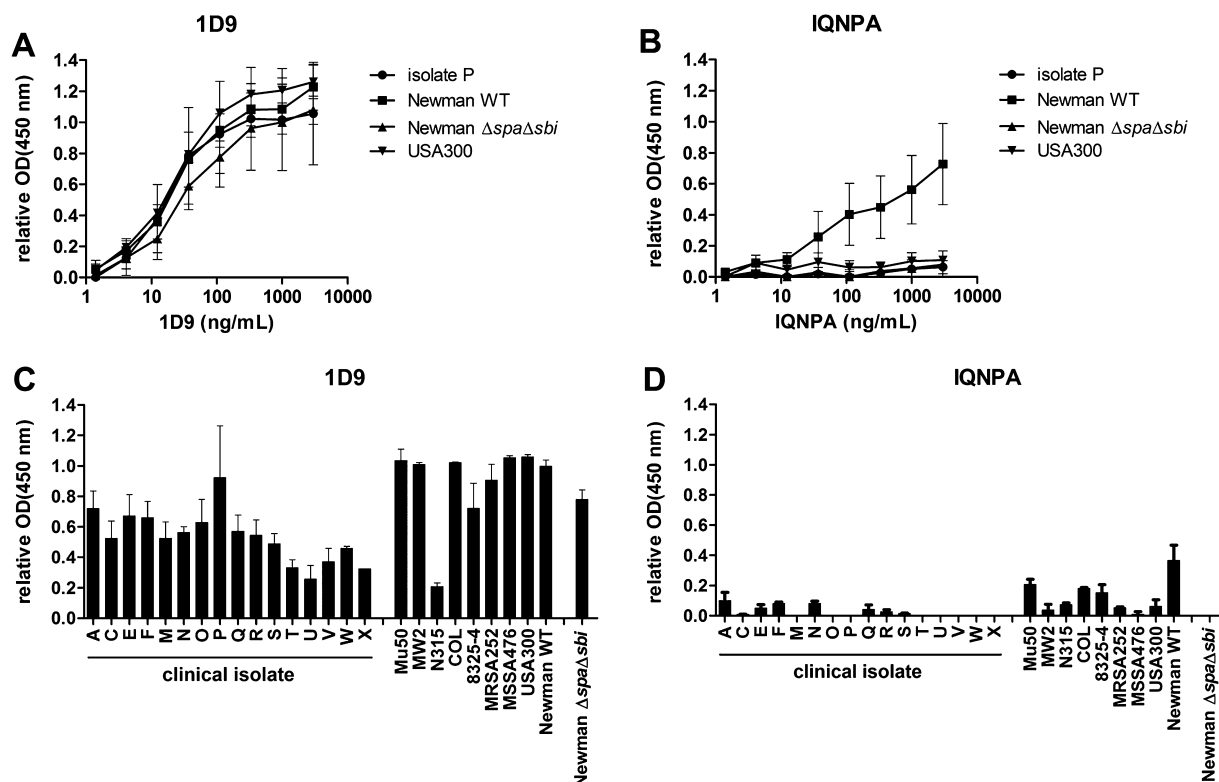 A
1D9
relative OD(450 nm)
1.4
1.2
1.0
0.8
0.6
0.4
0.2
0.0
1
10
100
1000
10000
1D9 (ng/mL)
isolate P
Newman WT
Newman ΔspaΔsbi
USA300
B
IQNPA
relative OD(450 nm)
1.4
1.2
1.0
0.8
0.6
0.4
0.2
0.0
1
10
100
1000
10000
IQNPA (ng/mL)
isolate P
Newman WT
Newman ΔspaΔsbi
USA300
C
1D9
relative OD(450 nm)
1.4
1.2
1.0
0.8
0.6
0.4
0.2
0.0
A
C
E
F
M
N
O
P
Q
R
S
T
U
V
W
X
clinical isolate
Mu50
MW2
N315
COL
8325-4
MRSA252
MSSA476
USA300
Newman WT
Newman ΔspaΔsbi
D
IQNPA
relative OD(450 nm)
1.4
1.2
1.0
0.8
0.6
0.4
0.2
0.0
A
C
E
F
M
N
O
P
Q
R
S
T
U
V
W
X
clinical isolate
Mu50
MW2
N315
COL
8325-4
MRSA252
MSSA476
USA300
Newman WT
Newman ΔspaΔsbi